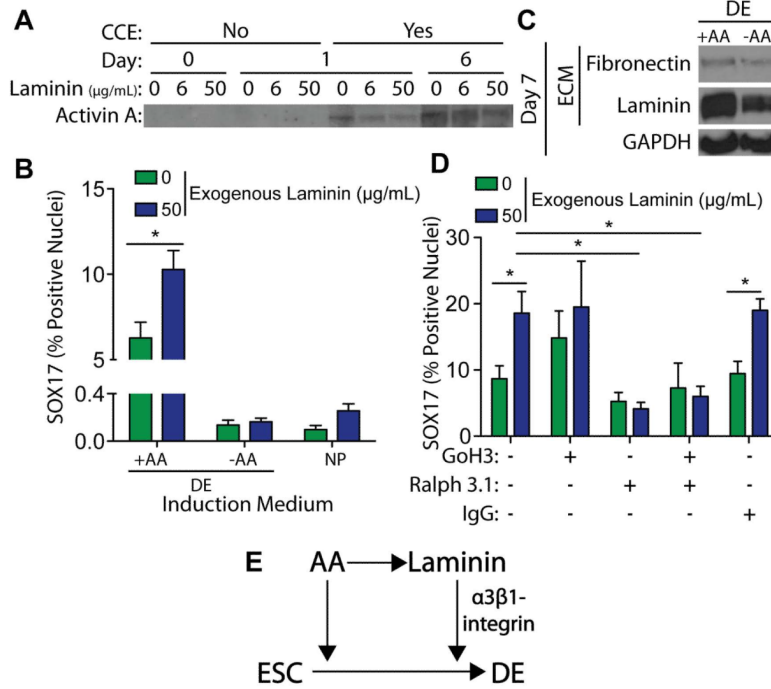 A
CCE: No Yes
Day: 0 1 6
Laminin (µg/mL): 0 6 50 0 6 50 0 6 50 0 6 50
Activin A:
B
0
50
Exogenous Laminin (µg/mL)
SOX17 (% Positive Nuclei)
15
10
5
0.4
0.0
*
+AA -AA NP
DE
Induction Medium
C
DE
+AA -AA
Day 7
ECM
Fibronectin
Laminin
GAPDH
D
0
50
Exogenous Laminin (µg/mL)
SOX17 (% Positive Nuclei)
30
20
10
0
*
*
*
*
GoH3: - + - + -
Ralph 3.1: - - + + -
IgG: - - - - +
E
AA Laminin
α3β1-
integrin
ESC DE